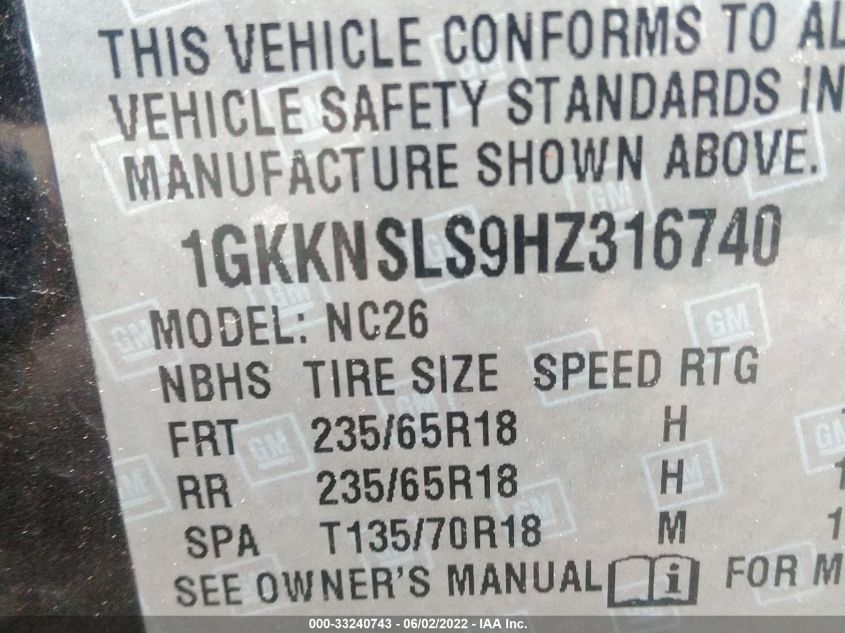 THIS VEHICLE CONFORMS TO
VEHICLE SAFETY STANDARDS IN
MANUFACTURE SHOWN ABOVE.
1GKKNSLS9HZ316740
MODEL: NC26
NBHS TIRE SIZE SPEED RTG
FRT 235/65R18 H
RR 235/65R18 H
SPA T135/70R18 M
SEE OWNER'S MANUAL i FOR
000-33240743 - 06/02/2022 - IAA Inc.